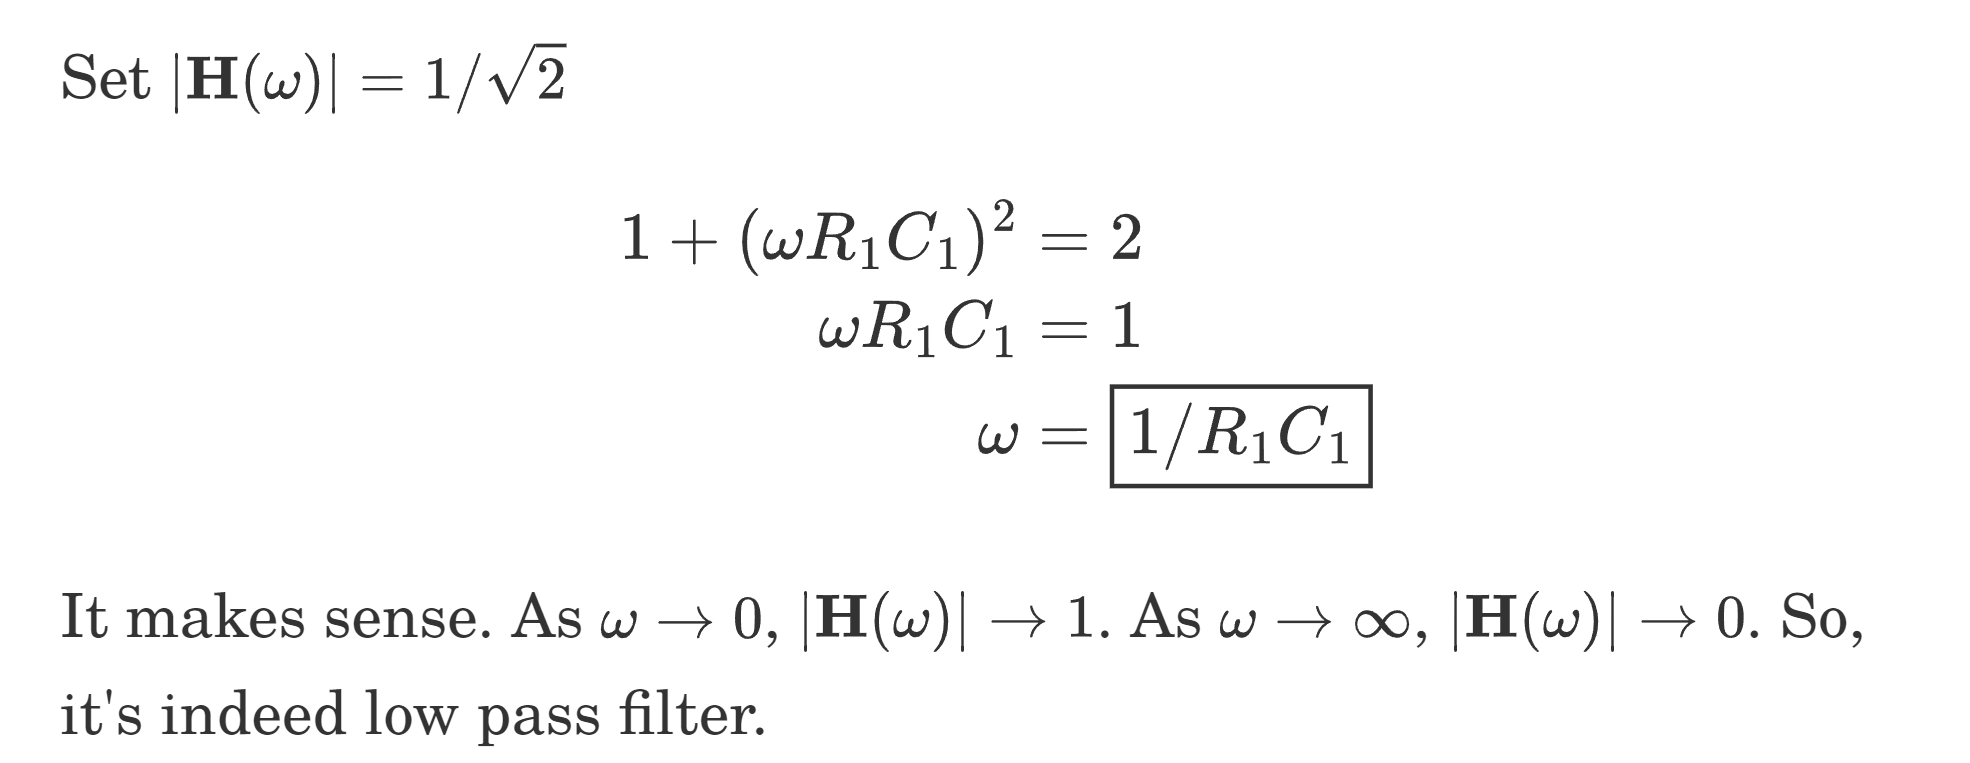 Set |H(ω)| = 1/√2
1 + (ωR₁C₁)² = 2
ωR₁C₁ = 1
ω = 1/R₁C₁
It makes sense. As ω → 0, |H(ω)| → 1. As ω → ∞, |H(ω)| → 0. So,
it's indeed low pass filter.